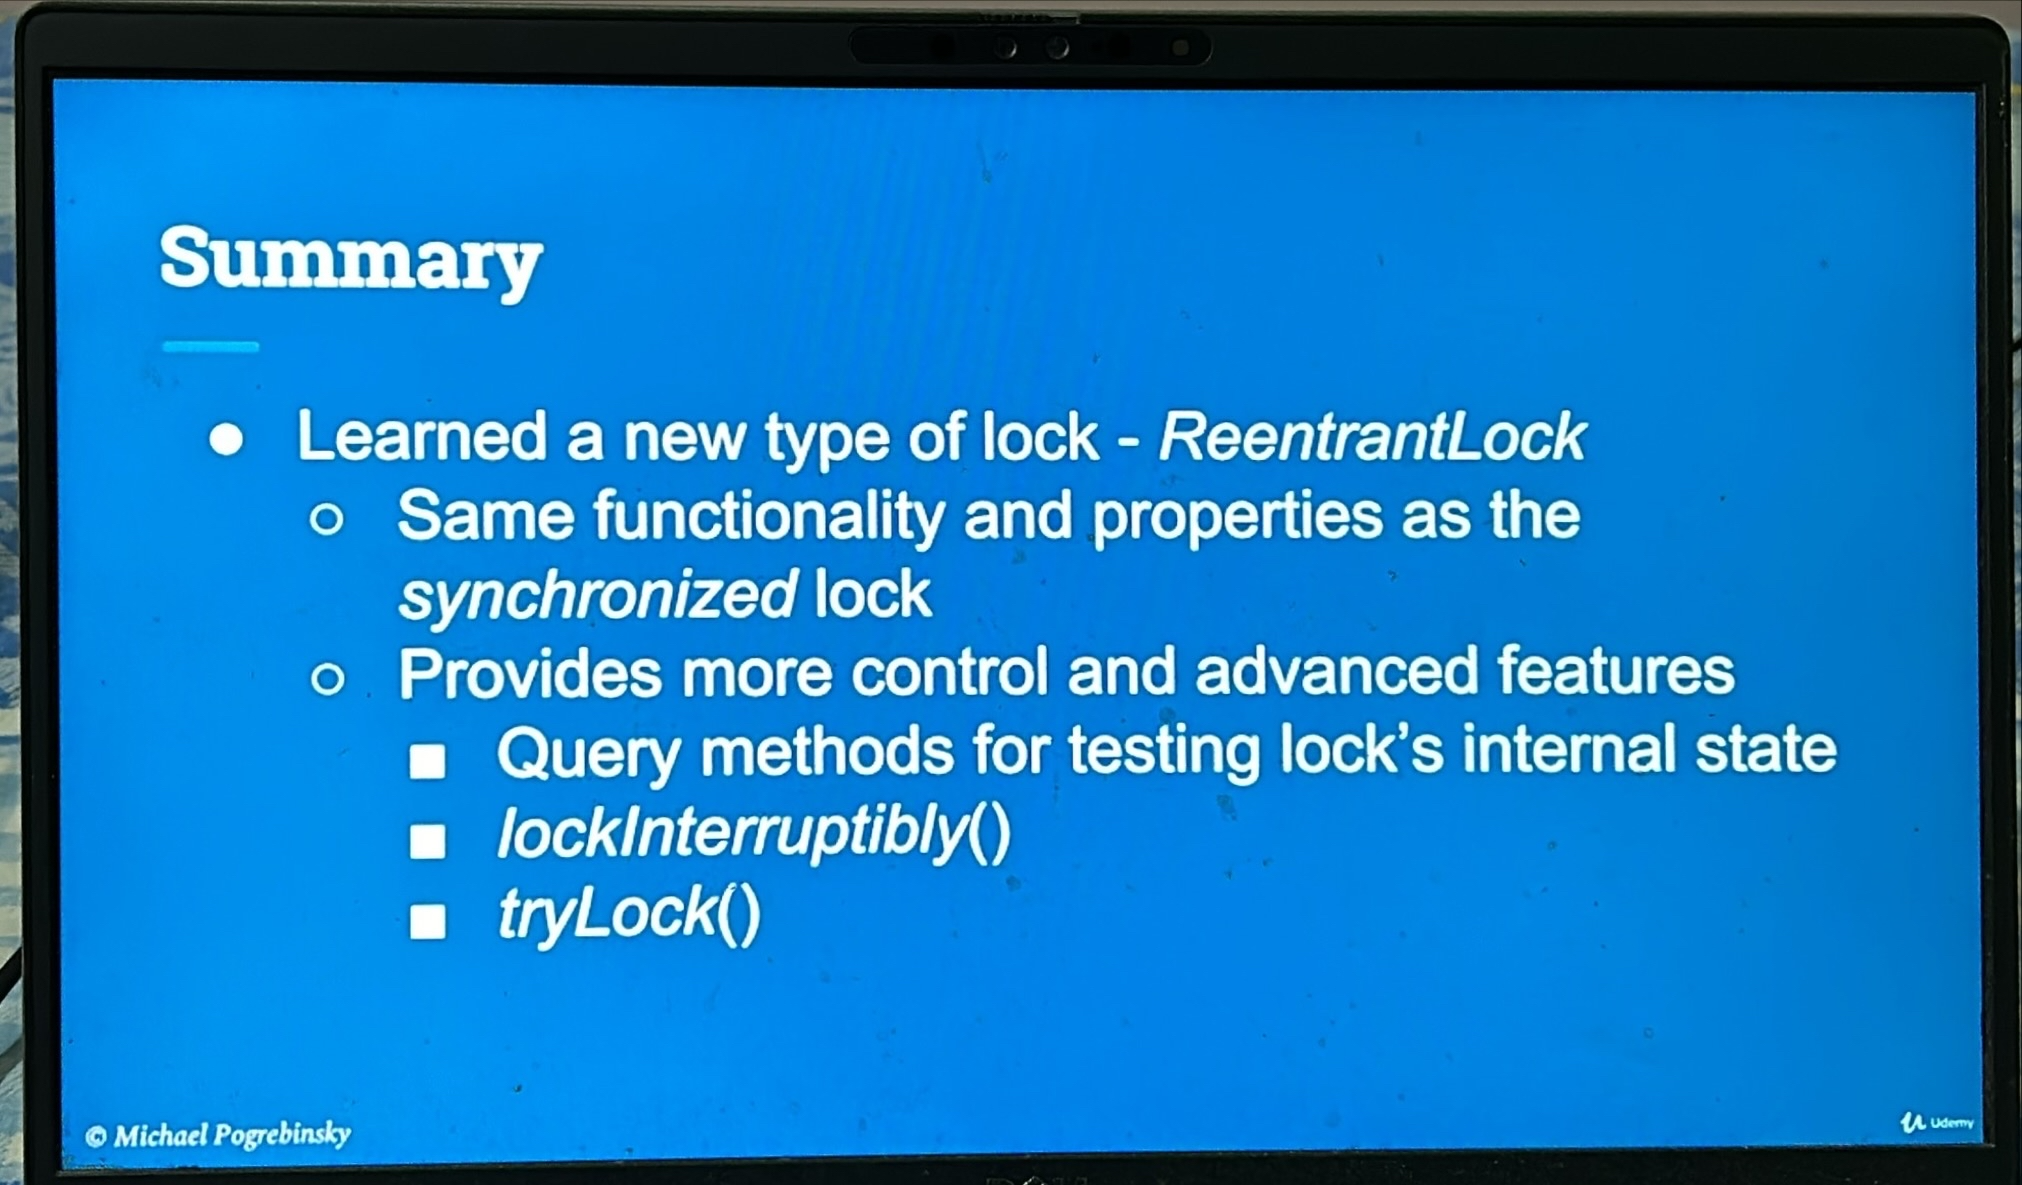 Summary
● Learned a new type of lock - ReentrantLock
○ Same functionality and properties as the
synchronized lock
○ Provides more control and advanced features
■ Query methods for testing lock’s internal state
■ lockInterruptibly()
■ tryLock()
© Michael Pogrebinsky
Udemy